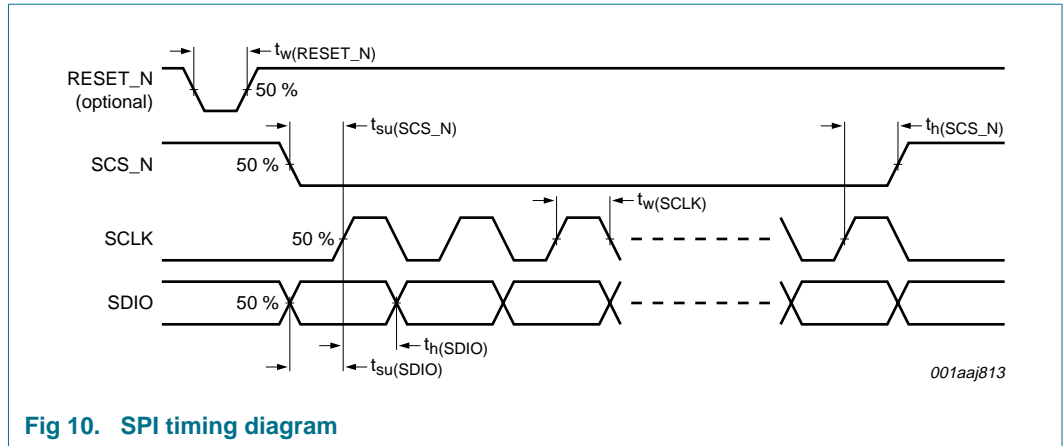 tw(RESET_N)
RESET_N
(optional)
50 %
tsu(SCS_N)
th(SCS_N)
SCS_N
50 %
tw(SCLK)
SCLK
50 %
SDIO
50 %
th(SDIO)
tsu(SDIO)
001aaj813
Fig 10. SPI timing diagram